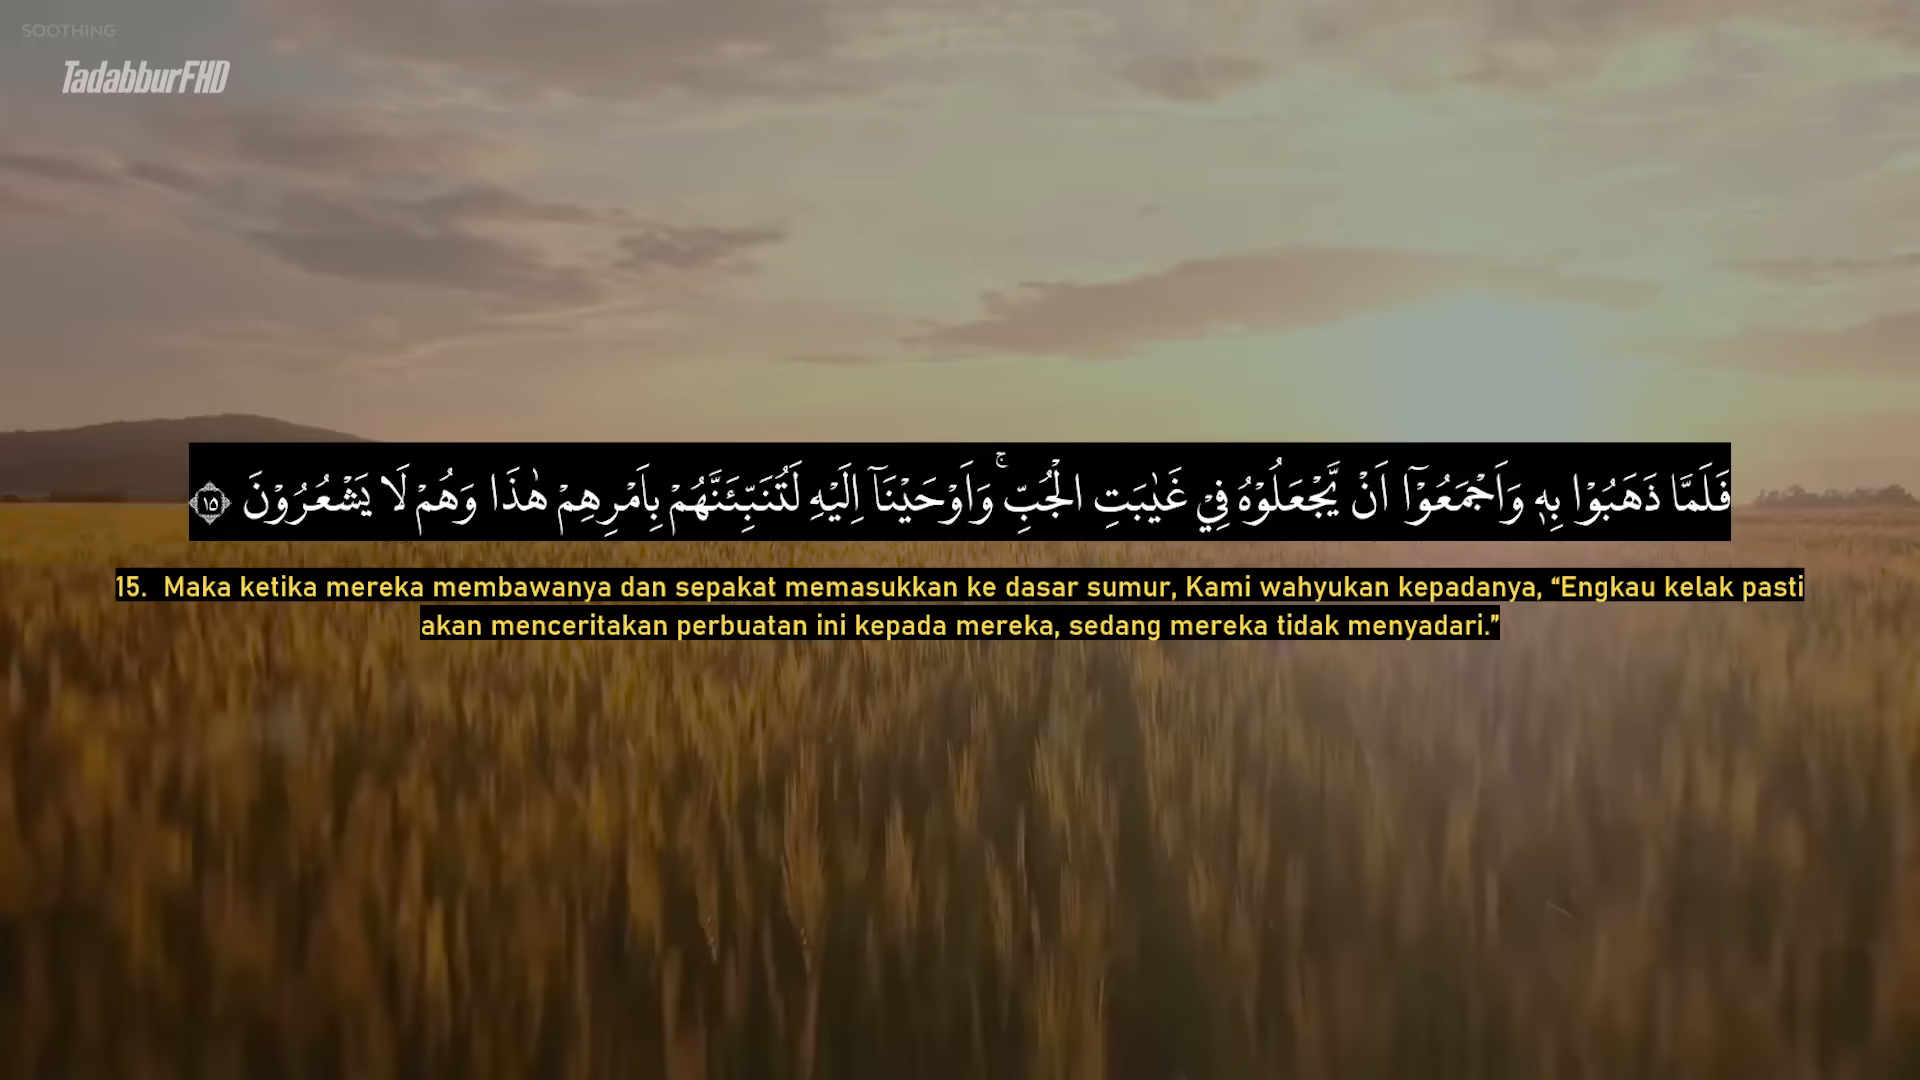 SOOTHING
TadabburFHD
فَلَمَّا ذَهَبُوْا بِهٖ وَاَجْمَعُوْٓا اَنْ يَّجْعَلُوْهُ فِيْ غَيٰبَتِ الْجُبِّۚ وَاَوْحَيْنَآ اِلَيْهِ لَتُنَبِّئَنَّهُمْ بِاَمْرِهِمْ هٰذَا وَهُمْ لَا يَشْعُرُوْنَ ۝١٥
15. Maka ketika mereka membawanya dan sepakat memasukkan ke dasar sumur, Kami wahyukan kepadanya, “Engkau kelak pasti
akan menceritakan perbuatan ini kepada mereka, sedang mereka tidak menyadari.”